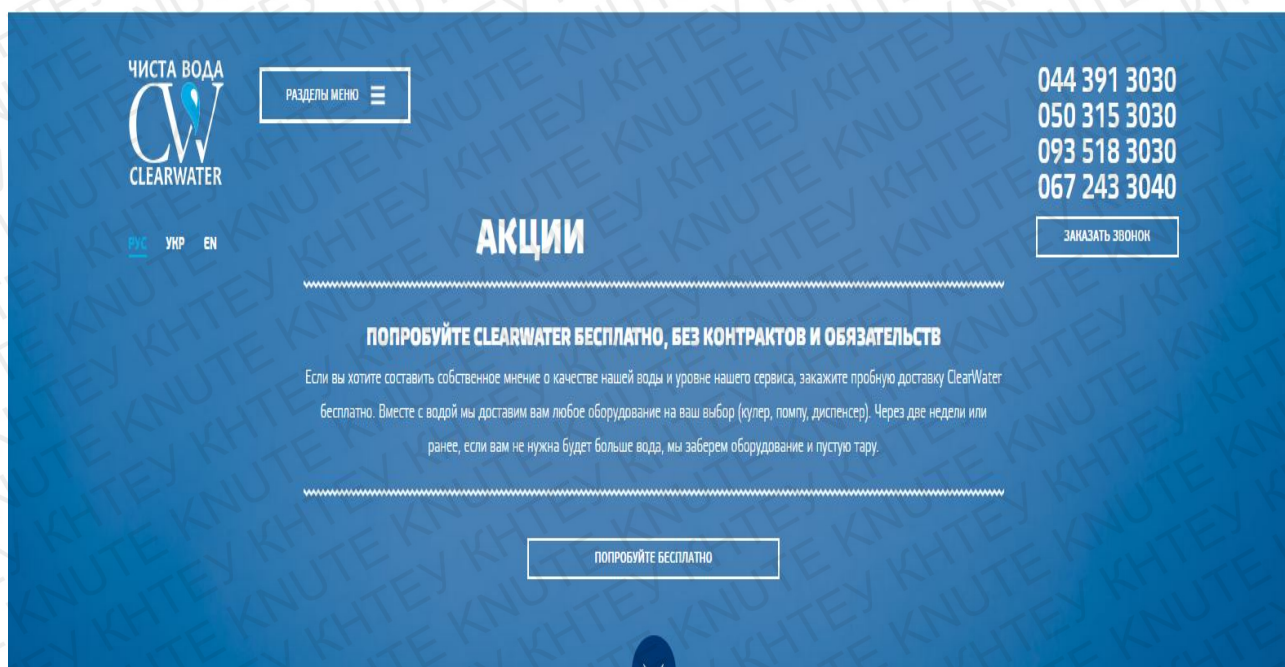 ЧИСТА ВОДА
CW
CLEARWATER
РАЗДЕЛЫ МЕНЮ
044 391 3030
050 315 3030
093 518 3030
067 243 3040
ЗАКАЗАТЬ ЗВОНОК
РУС УКР EN
АКЦИИ
ПОПРОБУЙТЕ CLEARWATER БЕСПЛАТНО, БЕЗ КОНТРАКТОВ И ОБЯЗАТЕЛЬСТВ
Если вы хотите составить собственное мнение о качестве нашей воды и уровне нашего сервиса, закажите пробную доставку ClearWater
бесплатно. Вместе с водой мы доставим вам любое оборудование на ваш выбор (кулер, помпу, диспенсер). Через две недели или
ранее, если вам не нужна будет больше вода, мы заберем оборудование и пустую тару.
ПОПРОБУЙТЕ БЕСПЛАТНО